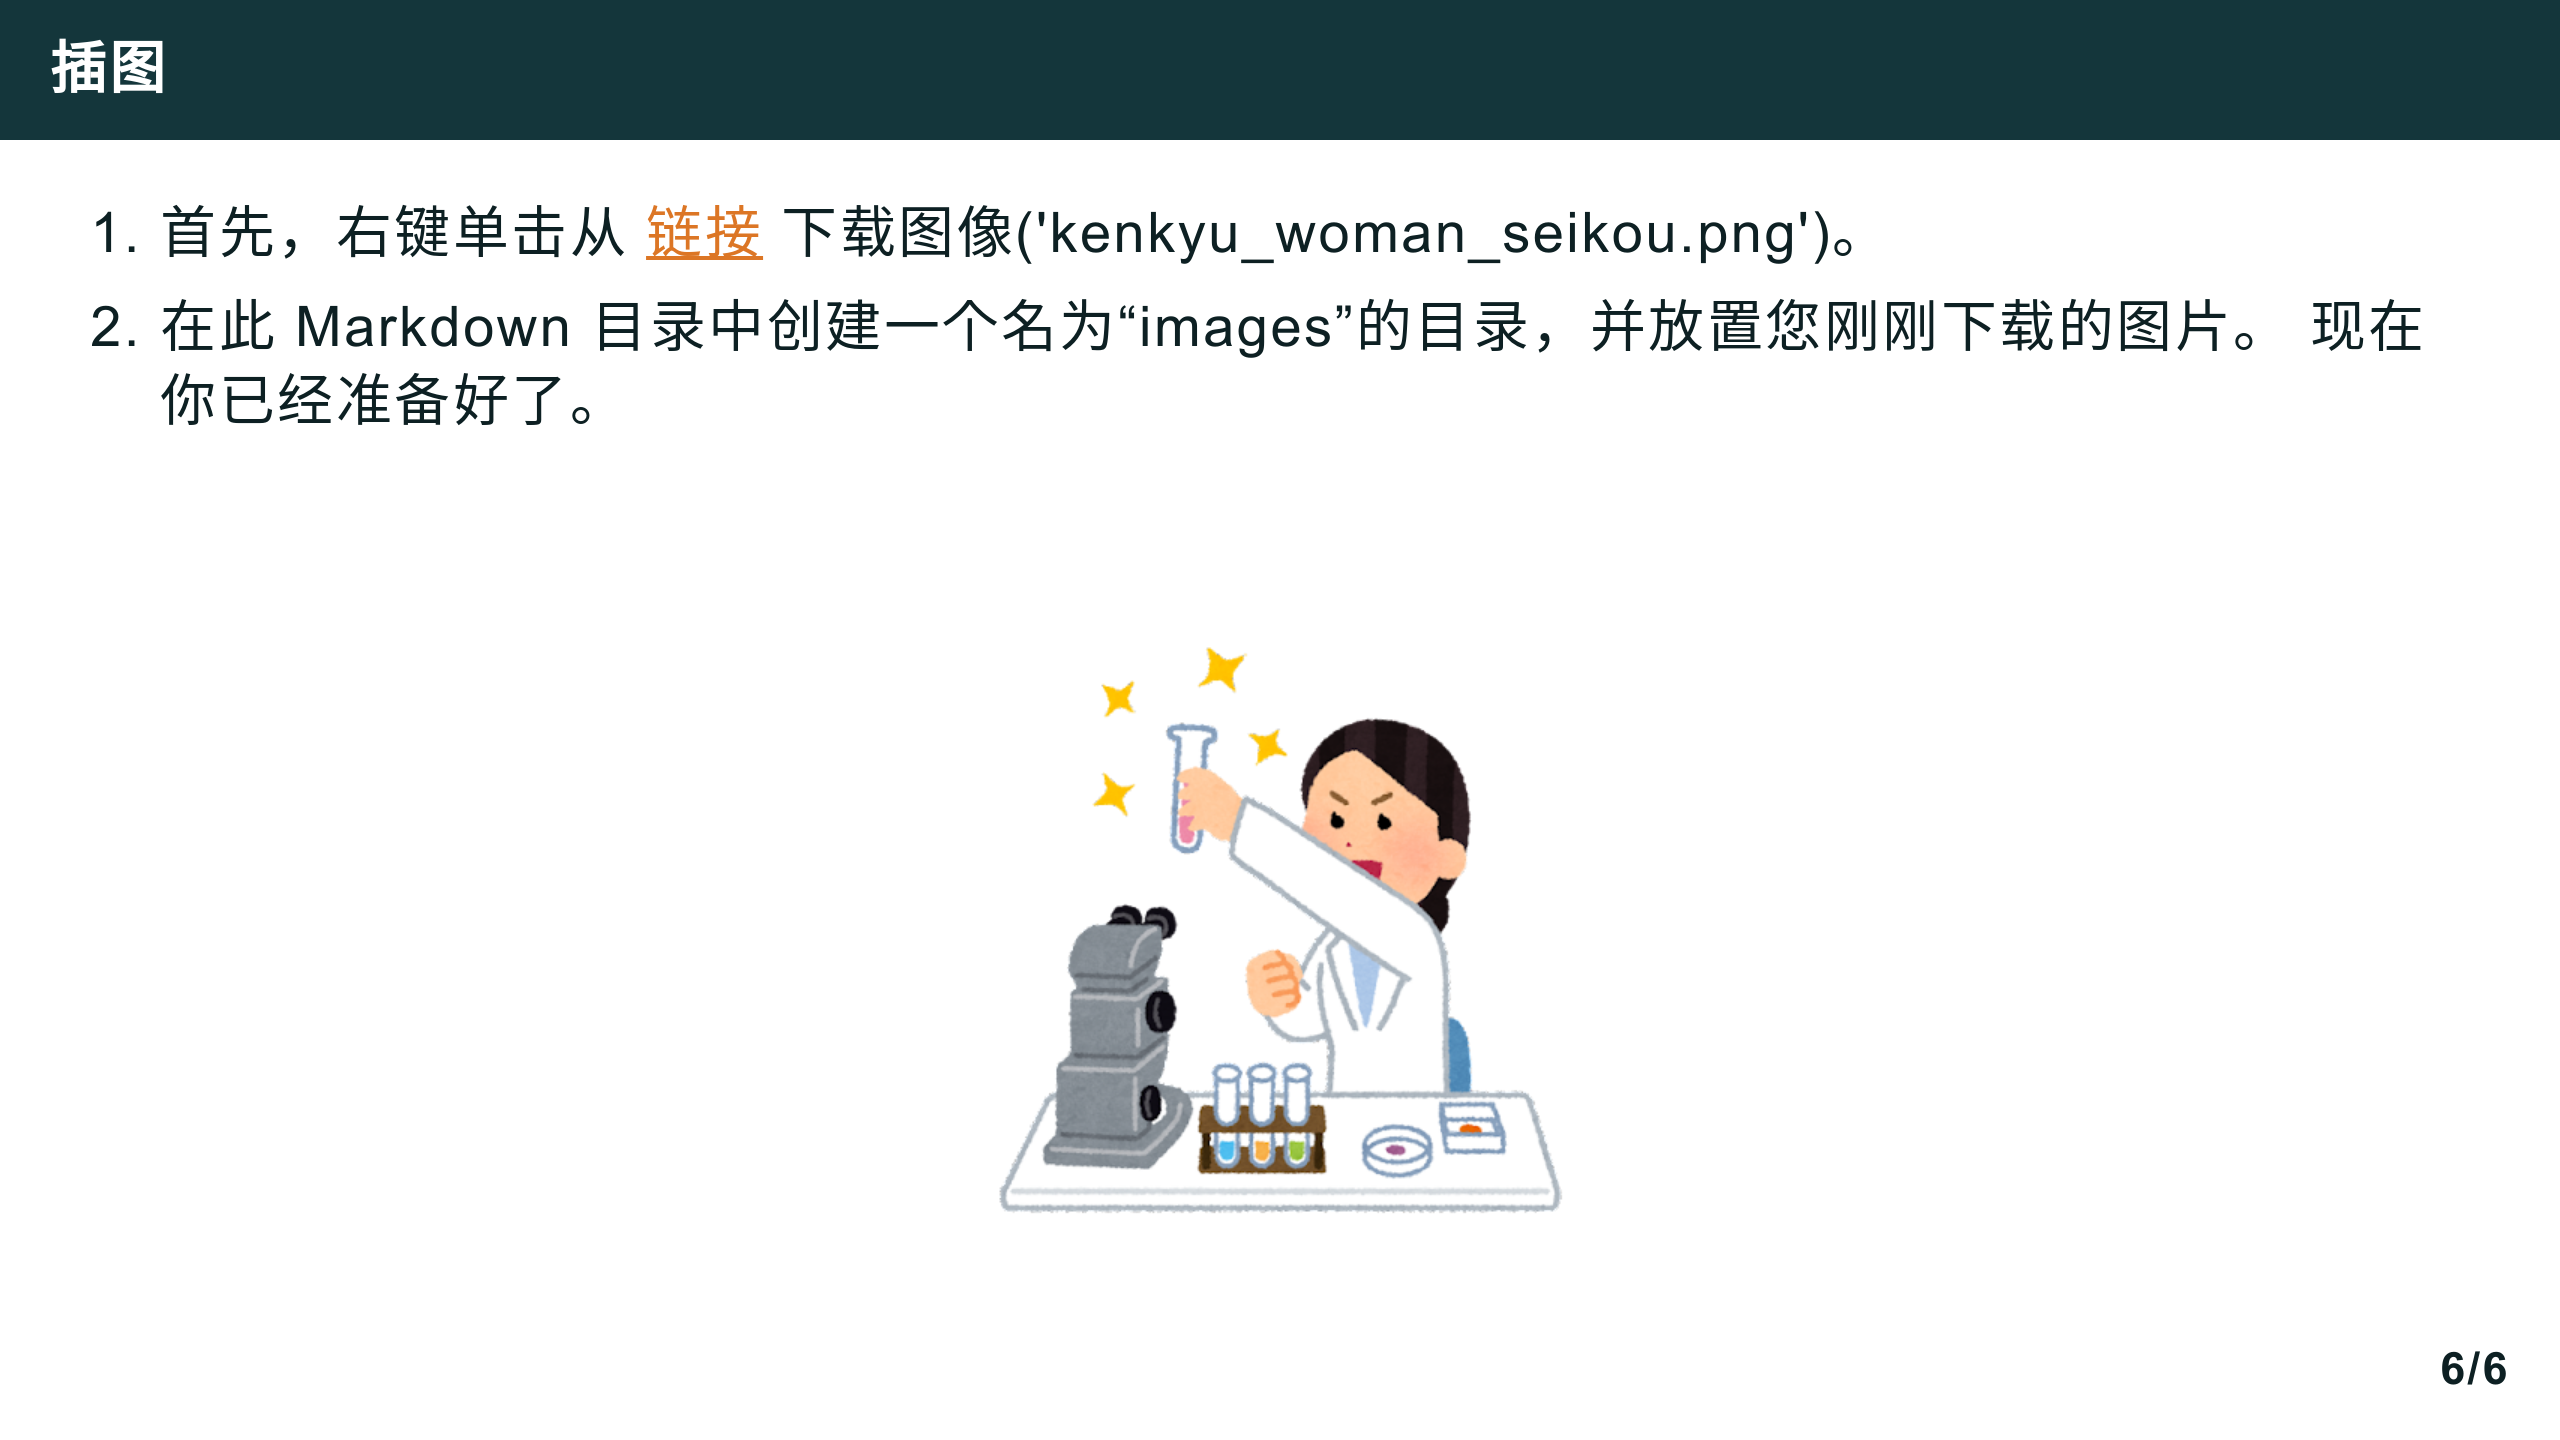 插图
1. 首先，右键单击从 链接 下载图像('kenkyu_woman_seikou.png')。
2. 在此 Markdown 目录中创建一个名为“images”的目录，并放置您刚刚下载的图片。 现在
你已经准备好了。
6/6